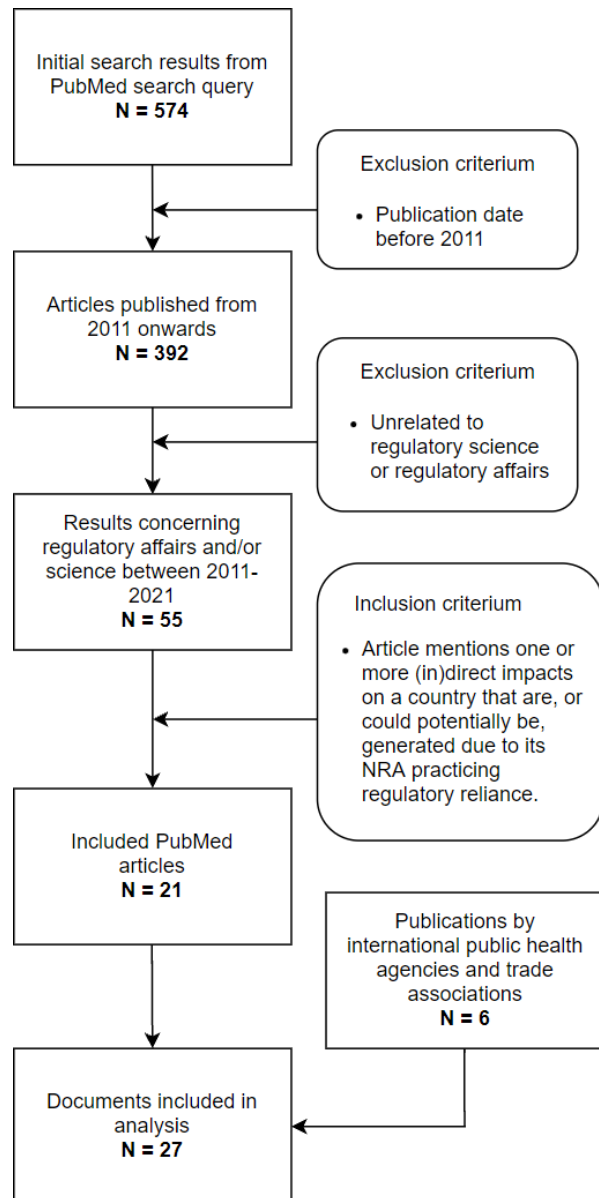 Initial search results from
PubMed search query
N = 574
Exclusion criterium
• Publication date
before 2011
Articles published from
2011 onwards
N = 392
Exclusion criterium
• Unrelated to
regulatory science
or regulatory affairs
Results concerning
regulatory affairs and/or
science between 2011-
2021
N = 55
Inclusion criterium
• Article mentions one or
more (in)direct impacts
on a country that are, or
could potentially be,
generated due to its
NRA practicing
regulatory reliance.
Included PubMed
articles
N = 21
Publications by
international public health
agencies and trade
associations
N = 6
Documents included in
analysis
N = 27